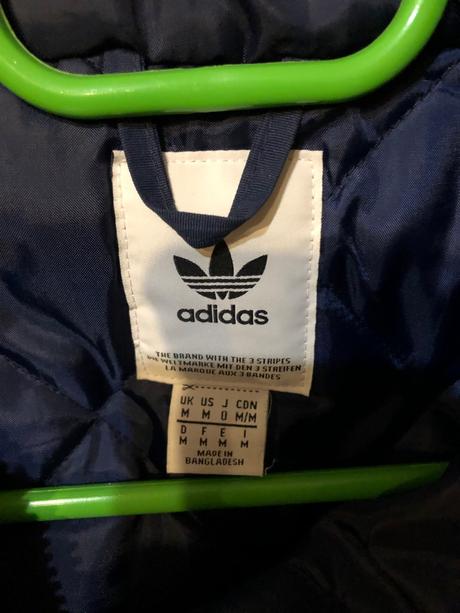 adidas
THE BRAND WITH THE 3 STRIPES
DIE WELTMARKE MIT DEN 3 STREIFEN
LA MARQUE AUX 3 BANDES
UK US J CDN
M M O M/M
D F E I
M M M M
MADE IN
BANGLADESH